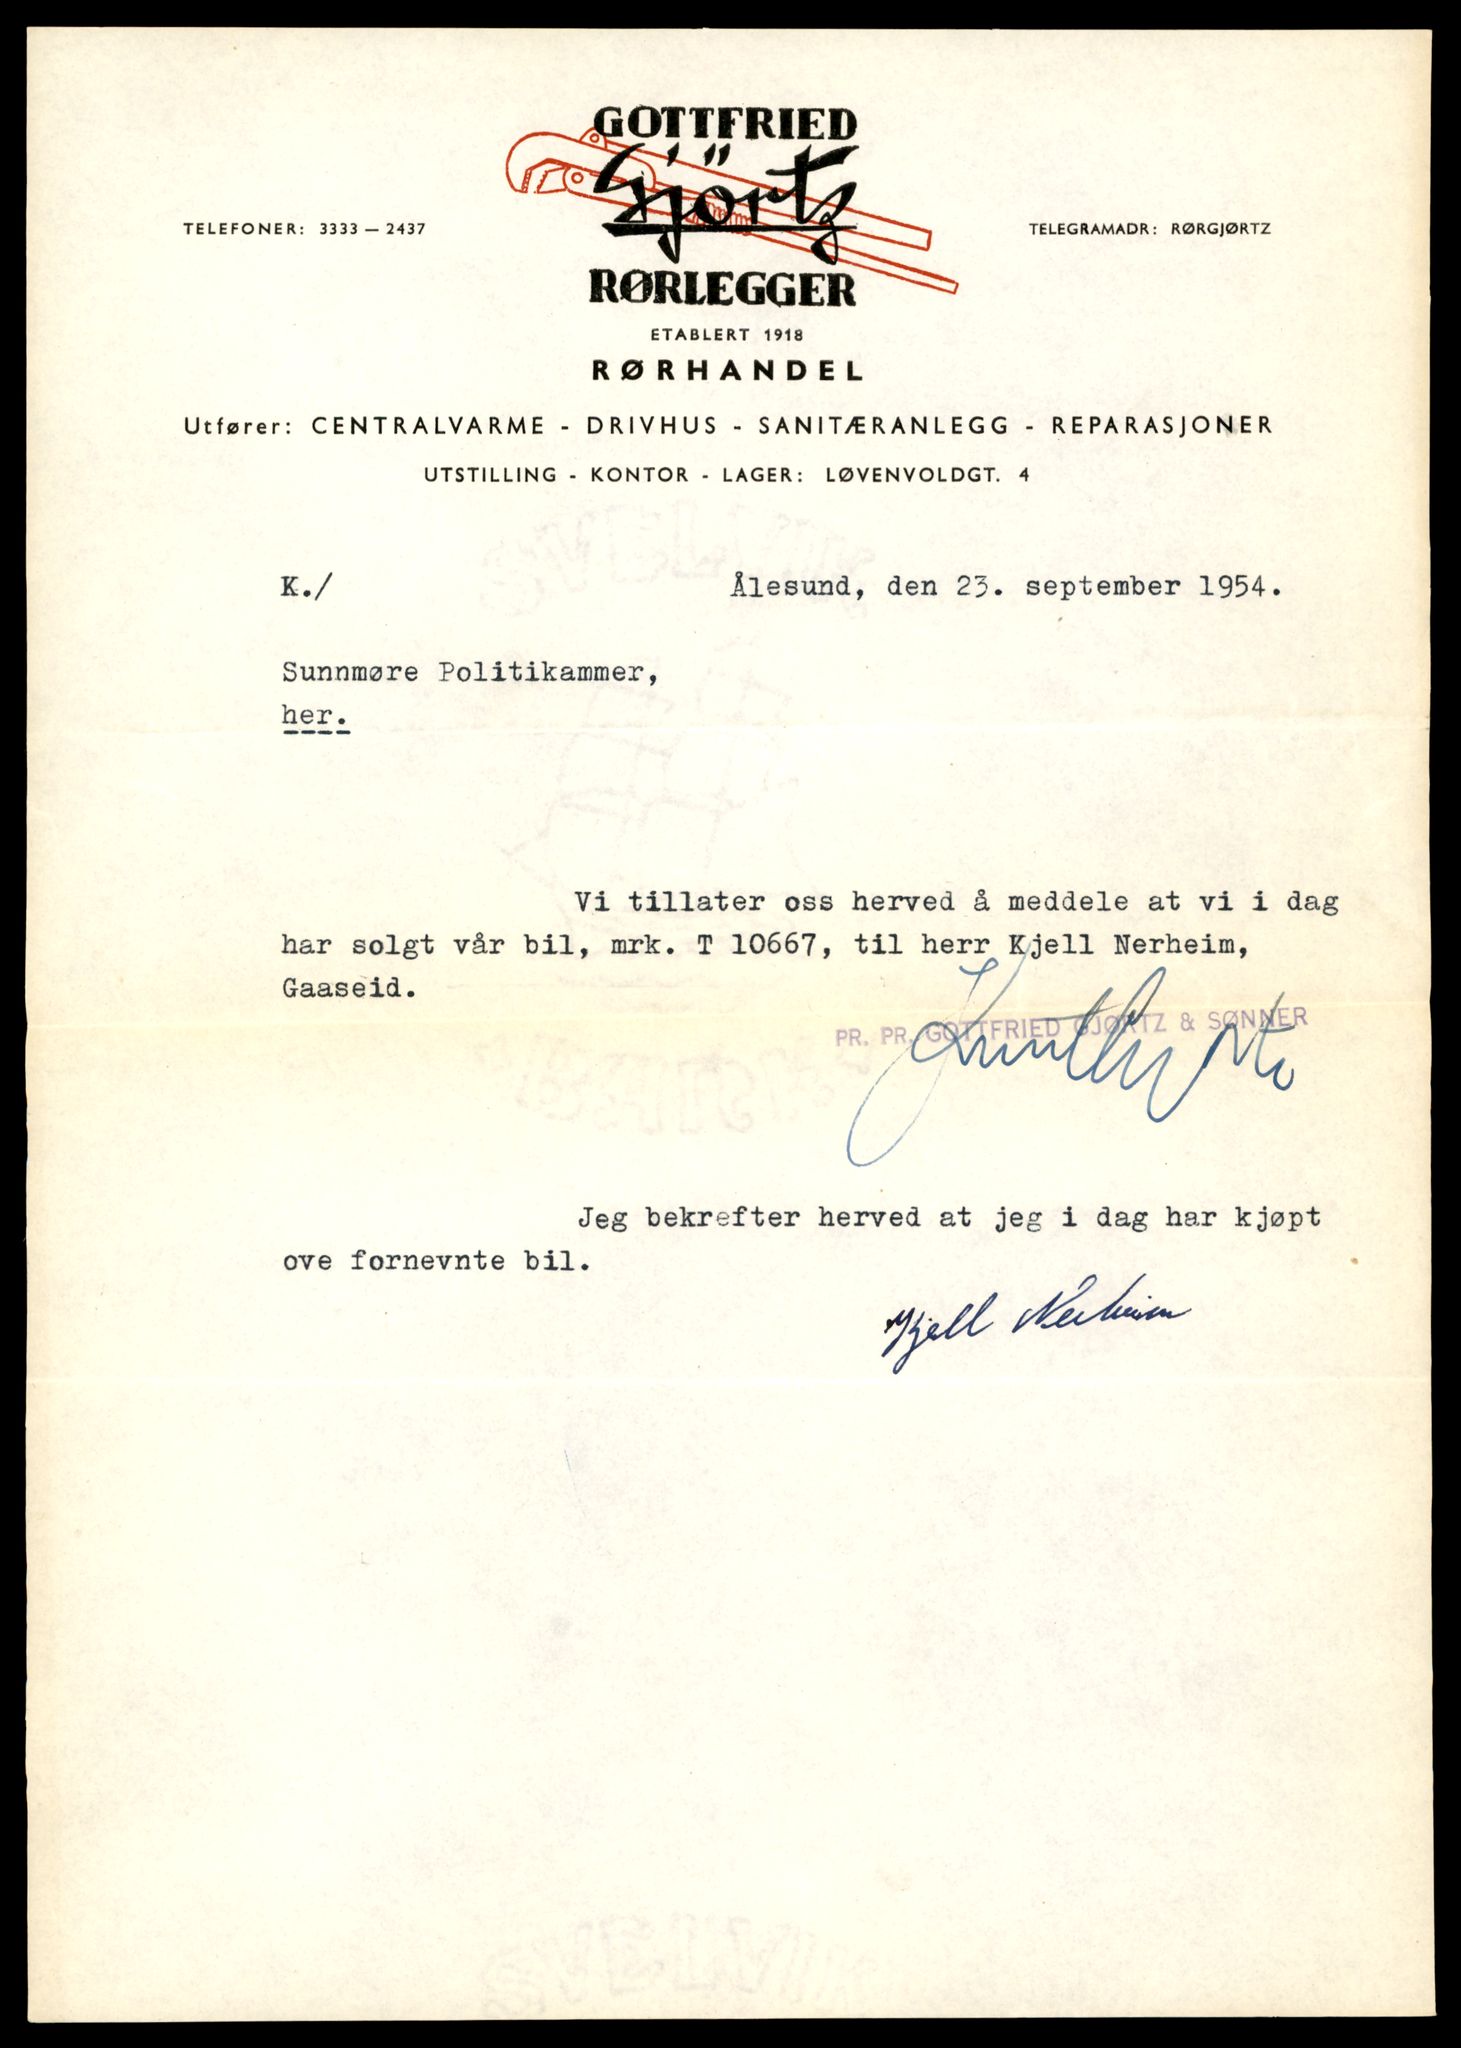 GOTTFRIED
Gjörtz
TELEFONER: 3333 — 2437
TELEGRAMADR: RØRGJØRTZ
RØRLEGGER
ETABLERT 1918
RØRHANDEL
Utfører: CENTRALVARME - DRIVHUS - SANITÆRANLEGG - REPARASJONER
UTSTILLING - KONTOR - LAGER: LØVENVOLDGT. 4
K./ Ålesund, den 23. september 1954.
Sunnmøre Politikammer,
her.
Vi tillater oss herved å meddele at vi i dag
har solgt vår bil, mrk. T 10667, til herr Kjell Nerheim,
Gaaseid.
PR. PR. GOTTFRIED GJØRTZ & SØNNER
Jeg bekrefter herved at jeg i dag har kjøpt
ove fornevnte bil.
Kjell Nerheim